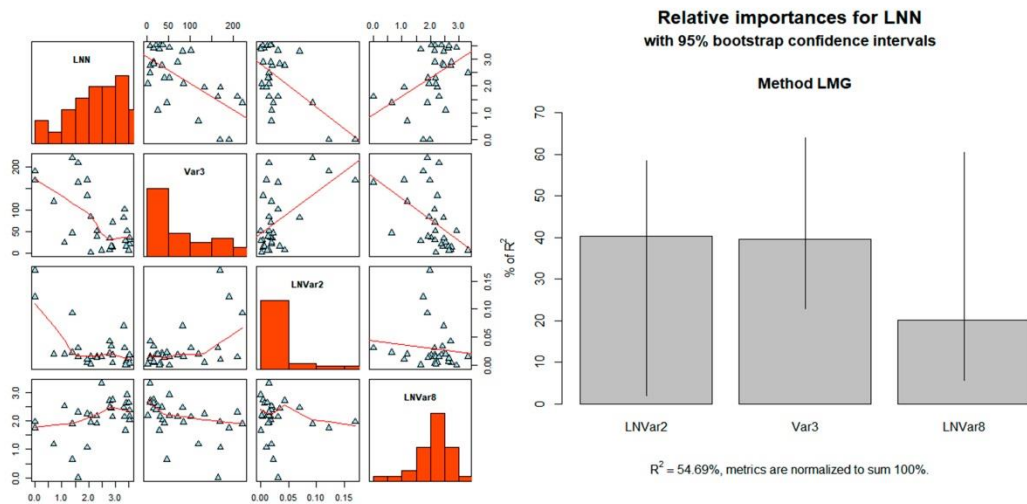 0 50 100 150 200
0.0 1.0 2.0 3.0
LNN
0.0 1.0 2.0 3.0
0 50 100 200
Var3
LNVar2
0.00 0.05 0.10 0.15
0.0 1.0 2.0 3.0
LNVar8
0.0 1.0 2.0 3.0
0.00 0.05 0.10 0.15
Relative importances for LNN
with 95% bootstrap confidence intervals
Method LMG
% of R²
0 10 20 30 40 50 60 70
LNVar2 Var3 LNVar8
R² = 54.69%, metrics are normalized to sum 100%.